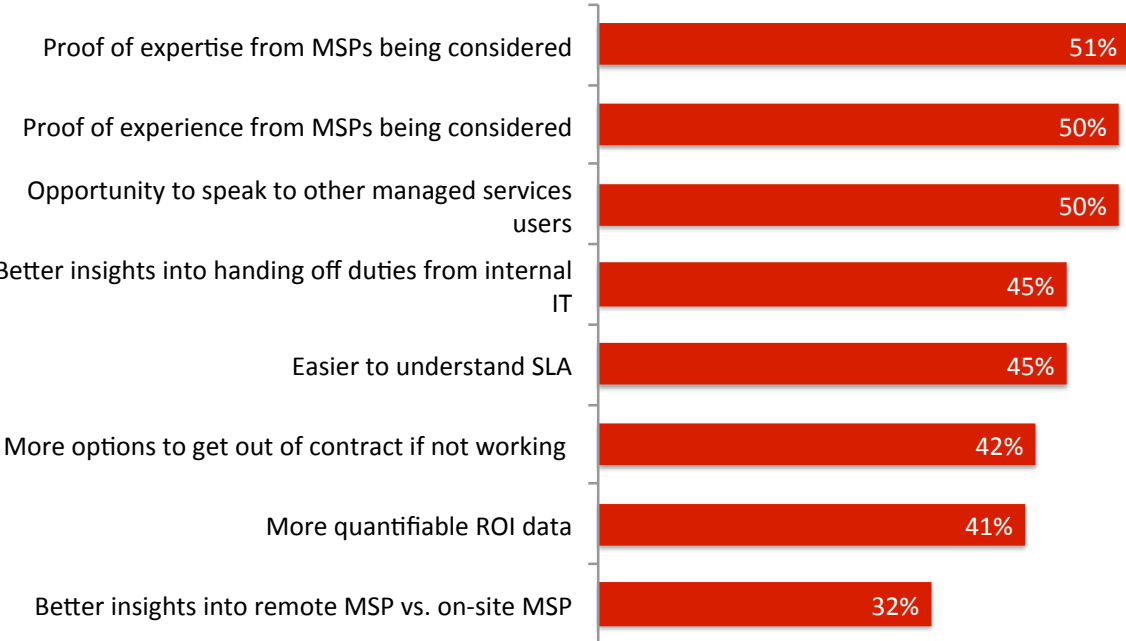 Proof of expertise from MSPs being considered
51%
Proof of experience from MSPs being considered
50%
Opportunity to speak to other managed services
users
50%
Better insights into handing off duties from internal
IT
45%
Easier to understand SLA
45%
More options to get out of contract if not working
42%
More quantifiable ROI data
41%
Better insights into remote MSP vs. on-site MSP
32%